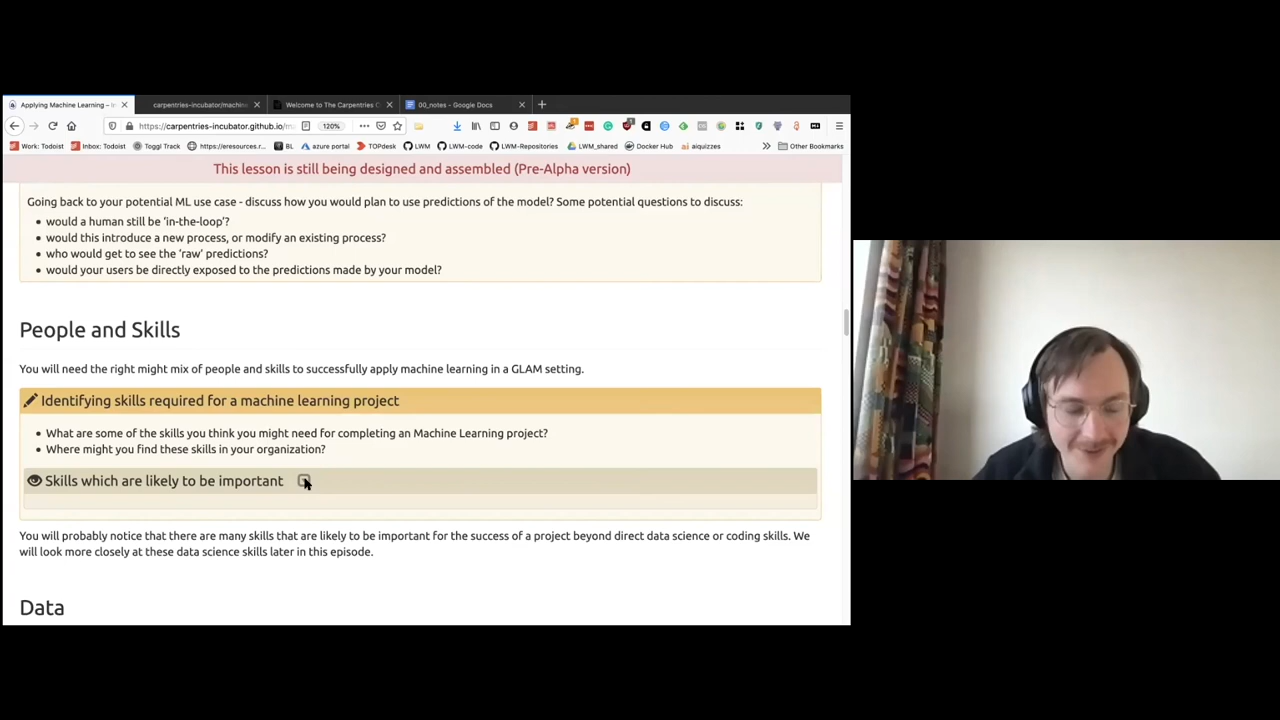 Applying Machine Learning – I
carpentries-incubator/machine
Welcome to The Carpentries
00_notes - Google Docs
https://carpentries-incubator.github.io/m
120%
Work: Todoist
Inbox: Todoist
Toggl Track
https://eresources.r...
BL
azure portal
TOPdesk
LWM
LWM-code
LWM-Repositories
LWM_shared
Docker Hub
aiquizzes
Other Bookmarks
This lesson is still being designed and assembled (Pre-Alpha version)
Going back to your potential ML use case - discuss how you would plan to use predictions of the model? Some potential questions to discuss:
• would a human still be ‘in-the-loop’?
• would this introduce a new process, or modify an existing process?
• who would get to see the ‘raw’ predictions?
• would your users be directly exposed to the predictions made by your model?
People and Skills
You will need the right might mix of people and skills to successfully apply machine learning in a GLAM setting.
Identifying skills required for a machine learning project
• What are some of the skills you think you might need for completing an Machine Learning project?
• Where might you find these skills in your organization?
Skills which are likely to be important
You will probably notice that there are many skills that are likely to be important for the success of a project beyond direct data science or coding skills. We
will look more closely at these data science skills later in this episode.
Data